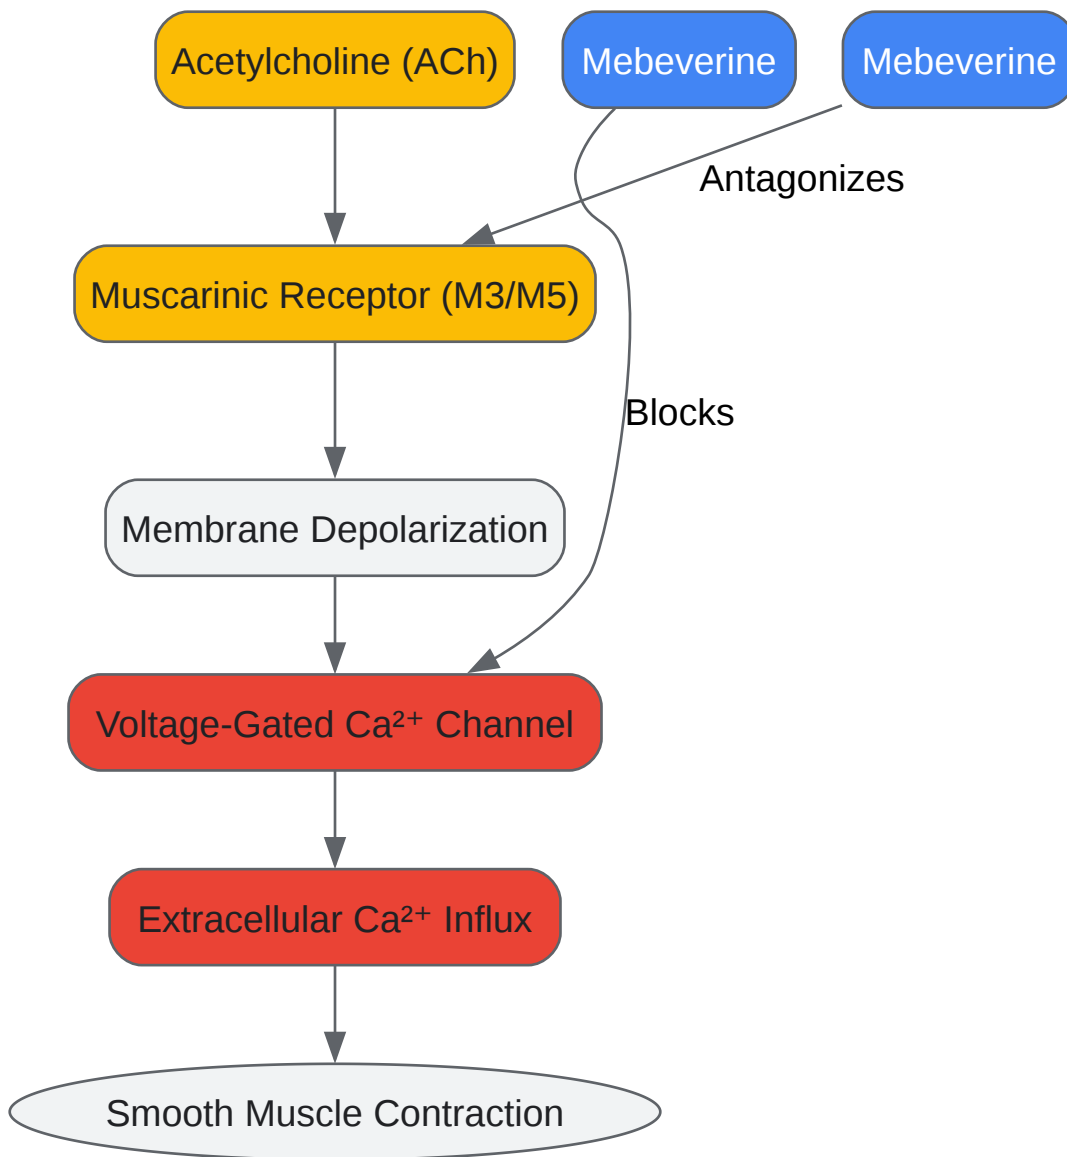 Acetylcholine (ACh)
Mebeverine
Mebeverine
Antagonizes
Muscarinic Receptor (M3/M5)
Blocks
Membrane Depolarization
Voltage-Gated Ca²⁺ Channel
Extracellular Ca²⁺ Influx
Smooth Muscle Contraction